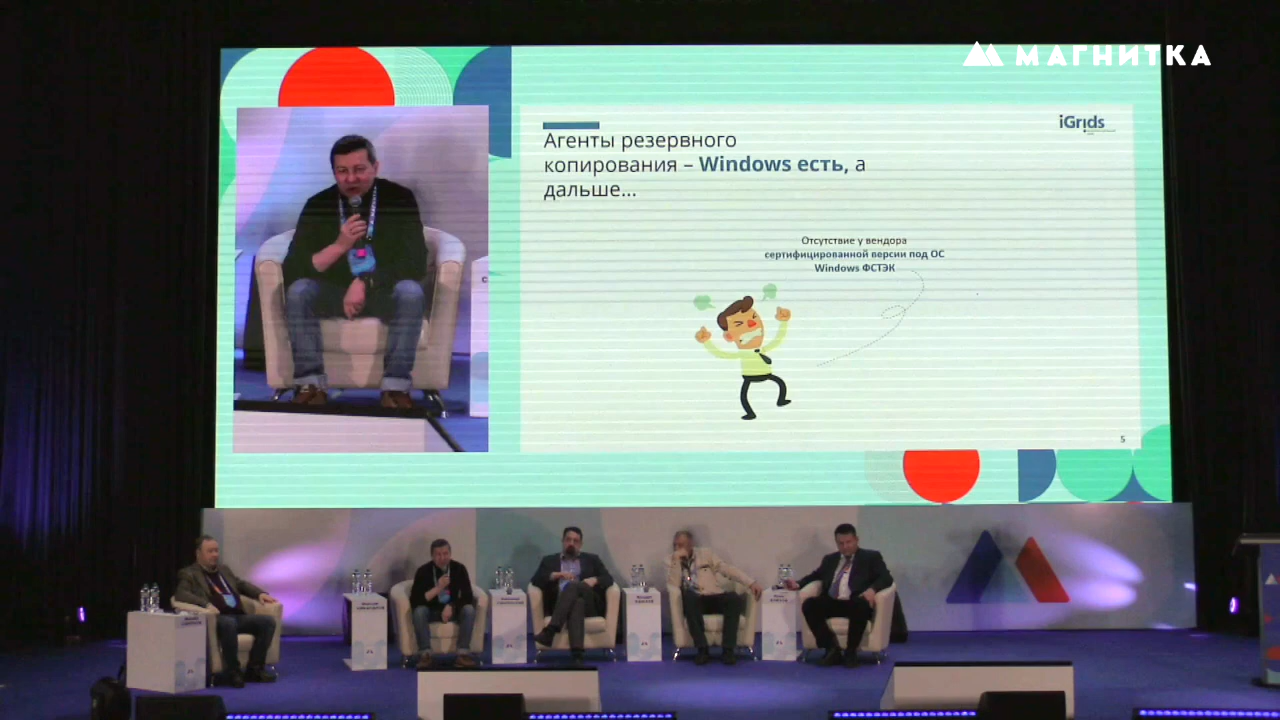 МАГНИТКА
iGrids
Агенты резервного
копирования – Windows есть, а
дальше...
Отсутствие у вендора
сертифицированной версии под ОС
Windows ФСТЭК
5